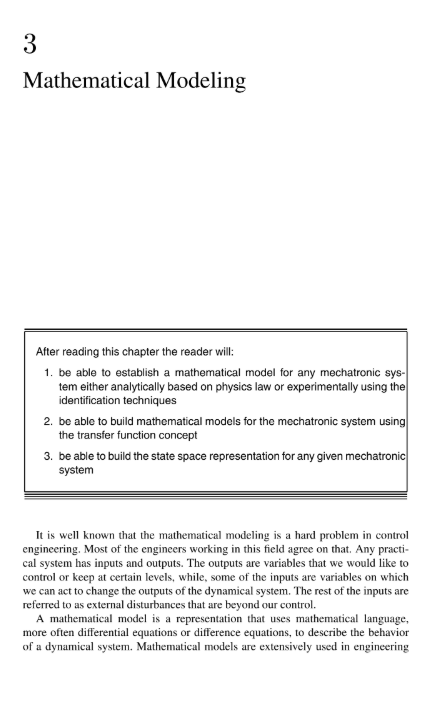 3
Mathematical Modeling
After reading this chapter the reader will:
1. be able to establish a mathematical model for any mechatronic sys-
tem either analytically based on physics law or experimentally using the
identification techniques
2. be able to build mathematical models for the mechatronic system using
the transfer function concept
3. be able to build the state space representation for any given mechatronic
system
It is well known that the mathematical modeling is a hard problem in control
engineering. Most of the engineers working in this field agree on that. Any practi-
cal system has inputs and outputs. The outputs are variables that we would like to
control or keep at certain levels, while, some of the inputs are variables on which
we can act to change the outputs of the dynamical system. The rest of the inputs are
referred to as external disturbances that are beyond our control.
A mathematical model is a representation that uses mathematical language,
more often differential equations or difference equations, to describe the behavior
of a dynamical system. Mathematical models are extensively used in engineering